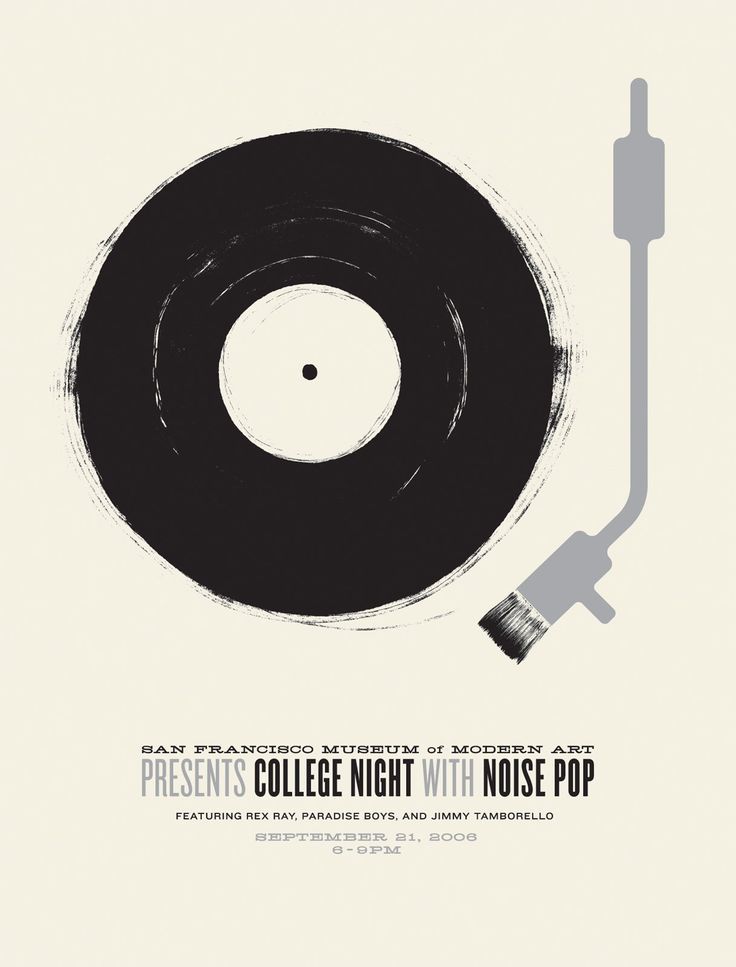 SAN FRANCISCO MUSEUM of MODERN ART
PRESENTS COLLEGE NIGHT WITH NOISE POP
FEATURING REX RAY, PARADISE BOYS, AND JIMMY TAMBORELLO
SEPTEMBER 21, 2006
6-9PM